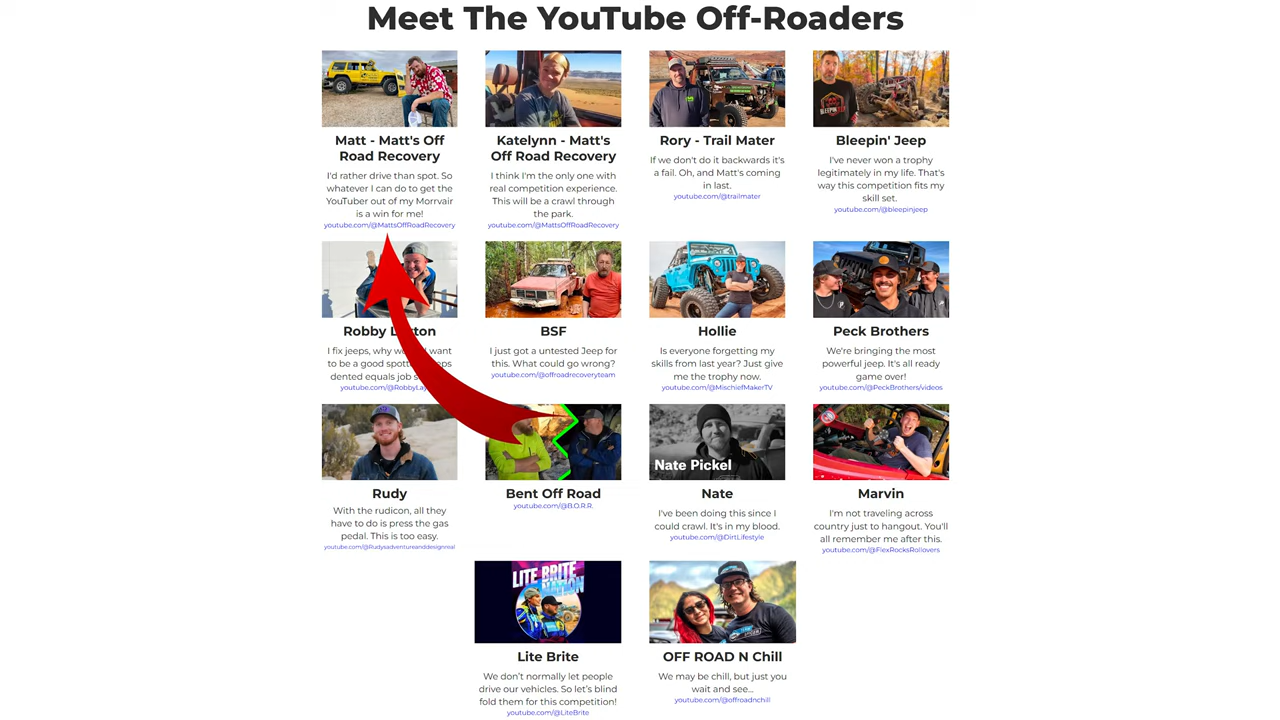 Meet The YouTube Off-Roaders
Matt - Matt's Off
Road Recovery
I'd rather drive than spot. So
whatever I can do to get the
YouTuber out of my Morrvair
is a win for me!
youtube.com/@MattsOffRoadRecovery
Katelynn - Matt's
Off Road Recovery
I think I'm the only one with
real competition experience.
This will be a crawl through
the park.
youtube.com/@MattsOffRoadRecovery
Rory - Trail Mater
If we don't do it backwards it's
a fail. Oh, and Matt's coming
in last.
youtube.com/@trailmater
BLEEPIN JEEP
Bleepin' Jeep
I've never won a trophy
legitimately in my life. That's
way this competition fits my
skill set.
youtube.com/@bleepinjeep
Robby
I fix jeeps, why want
to be a good
dented equals job
youtube.com/@RobbyLay
BSF
I just got a untested Jeep for
this. What could go wrong?
youtube.com/@offroadrecoveryteam
Hollie
Is everyone forgetting my
skills from last year? Just give
me the trophy now.
youtube.com/@MischiefMakerTV
Peck Brothers
We're bringing the most
powerful jeep. It's all ready
game over!
youtube.com/@PeckBrothers/videos
Rudy
With the rudicon, all they
have to do is press the gas
pedal. This is too easy.
youtube.com/@Rudysadventureanddesignreal
Bent Off Road
youtube.com/@B.O.R.R.
Nate Pickel
Nate
I've been doing this since I
could crawl. It's in my blood.
youtube.com/@DirtLifestyle
Marvin
I'm not traveling across
country just to hangout. You'll
all remember me after this.
youtube.com/@FlexRocksRollovers
LITE BRITE
NATION
Lite Brite
We don't normally let people
drive our vehicles. So let's blind
fold them for this competition!
youtube.com/@LiteBrite
OFF ROAD N Chill
We may be chill, but just you
wait and see...
youtube.com/@offroadnchill